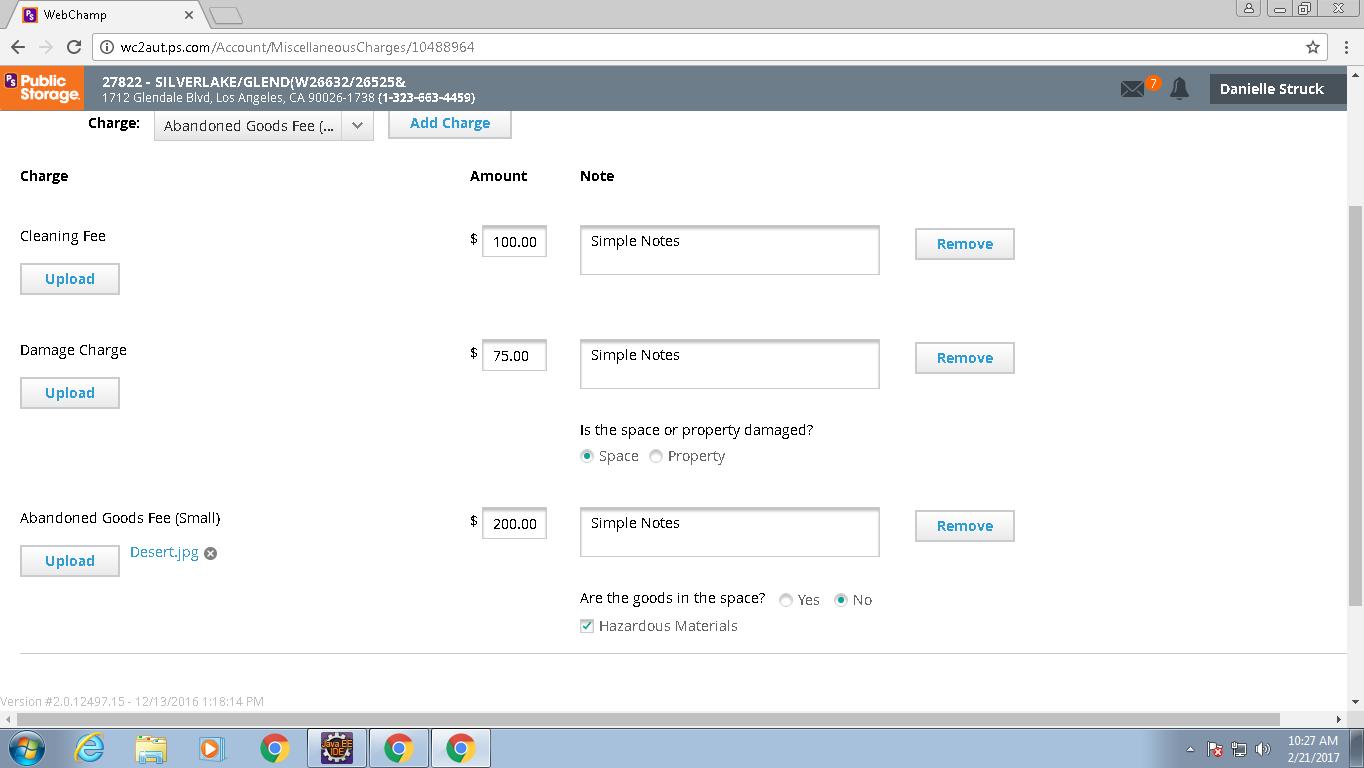 WebChamp
wc2aut.ps.com/Account/MiscellaneousCharges/10488964
Public Storage.
27822 - SILVERLAKE/GLEND(W26632/26525&
1712 Glendale Blvd, Los Angeles, CA 90026-1738 (1-323-663-4459)
7
Danielle Struck
Charge: Abandoned Goods Fee (... Add Charge
Charge Amount Note
Cleaning Fee $ 100.00 Simple Notes Remove
Upload
Damage Charge $ 75.00 Simple Notes Remove
Upload
Is the space or property damaged?
Space Property
Abandoned Goods Fee (Small) $ 200.00 Simple Notes Remove
Upload Desert.jpg
Are the goods in the space? Yes No
Hazardous Materials
Version #2.0.12497.15 - 12/13/2016 1:18:14 PM
Java EE
IDE
10:27 AM
2/21/2017